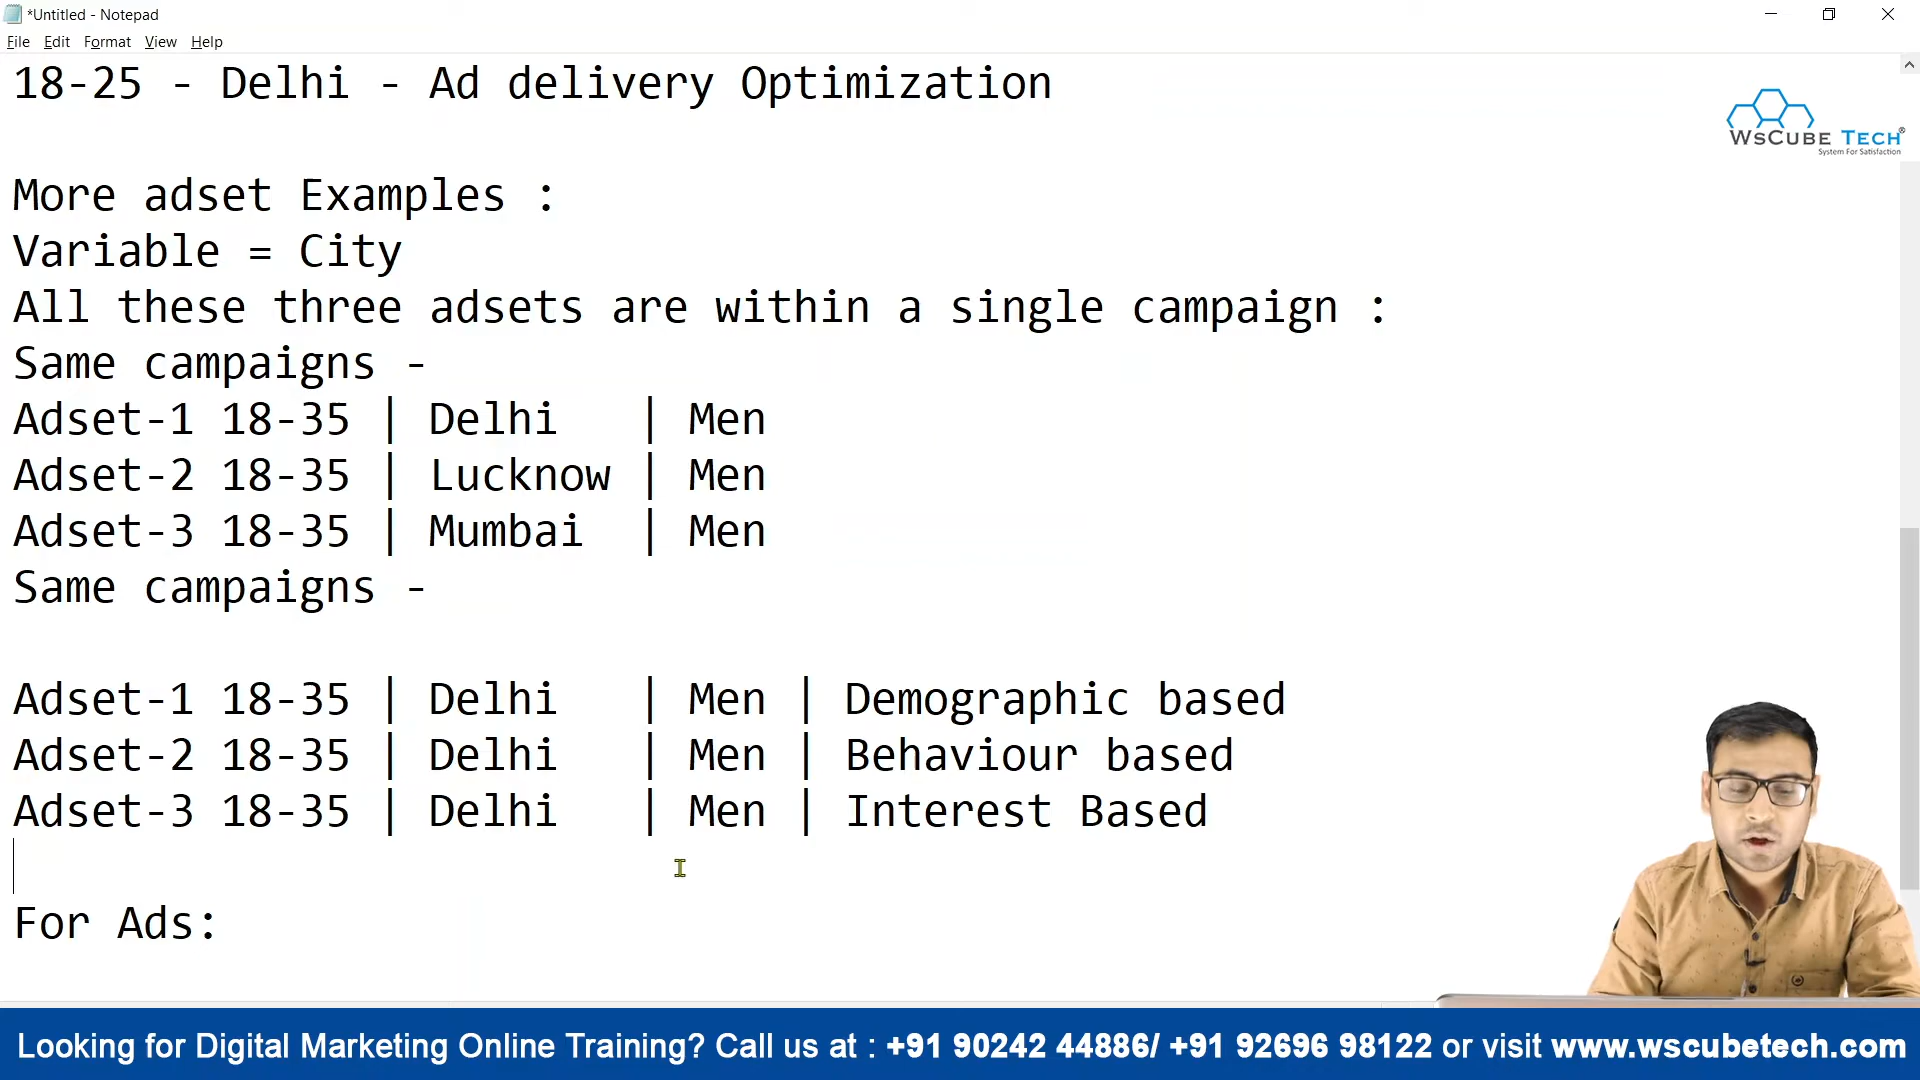 *Untitled - Notepad
File Edit Format View Help
18-25 - Delhi - Ad delivery Optimization
WsCube Tech®
System For Satisfaction
More adset Examples :
Variable = City
All these three adsets are within a single campaign :
Same campaigns -
Adset-1 18-35 | Delhi | Men
Adset-2 18-35 | Lucknow | Men
Adset-3 18-35 | Mumbai | Men
Same campaigns -
Adset-1 18-35 | Delhi | Men | Demographic based
Adset-2 18-35 | Delhi | Men | Behaviour based
Adset-3 18-35 | Delhi | Men | Interest Based
For Ads:
Looking for Digital Marketing Online Training? Call us at : +91 90242 44886/ +91 92696 98122 or visit www.wscubetech.com